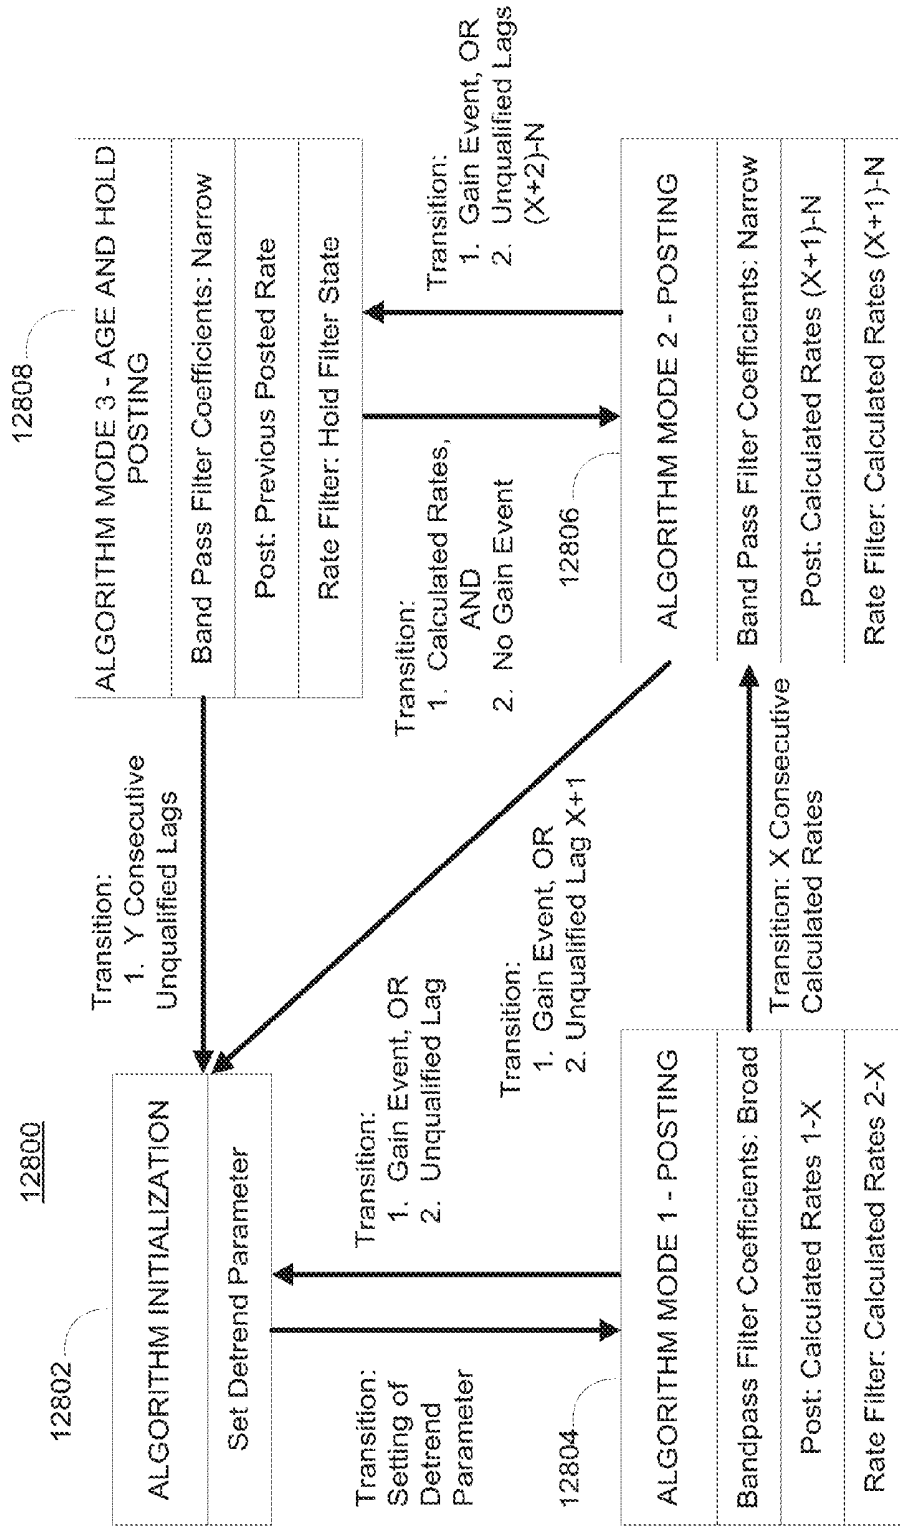 12800
12802
ALGORITHM INITIALIZATION
Set Detrend Parameter
Transition:
1. Y Consecutive
Unqualified Lags
12808
ALGORITHM MODE 3 - AGE AND HOLD
POSTING
Band Pass Filter Coefficients: Narrow
Post: Previous Posted Rate
Rate Filter: Hold Filter State
Transition:
Setting of
Detrend
Parameter
Transition:
1. Gain Event, OR
2. Unqualified Lag
Transition:
1. Gain Event, OR
2. Unqualified Lag X+1
Transition:
1. Calculated Rates,
AND
2. No Gain Event
Transition:
1. Gain Event, OR
2. Unqualified Lags
(X+2)-N
12804
ALGORITHM MODE 1 - POSTING
Bandpass Filter Coefficients: Broad
Post: Calculated Rates 1-X
Rate Filter: Calculated Rates 2-X
Transition: X Consecutive
Calculated Rates
12806
ALGORITHM MODE 2 - POSTING
Band Pass Filter Coefficients: Narrow
Post: Calculated Rates (X+1)-N
Rate Filter: Calculated Rates (X+1)-N